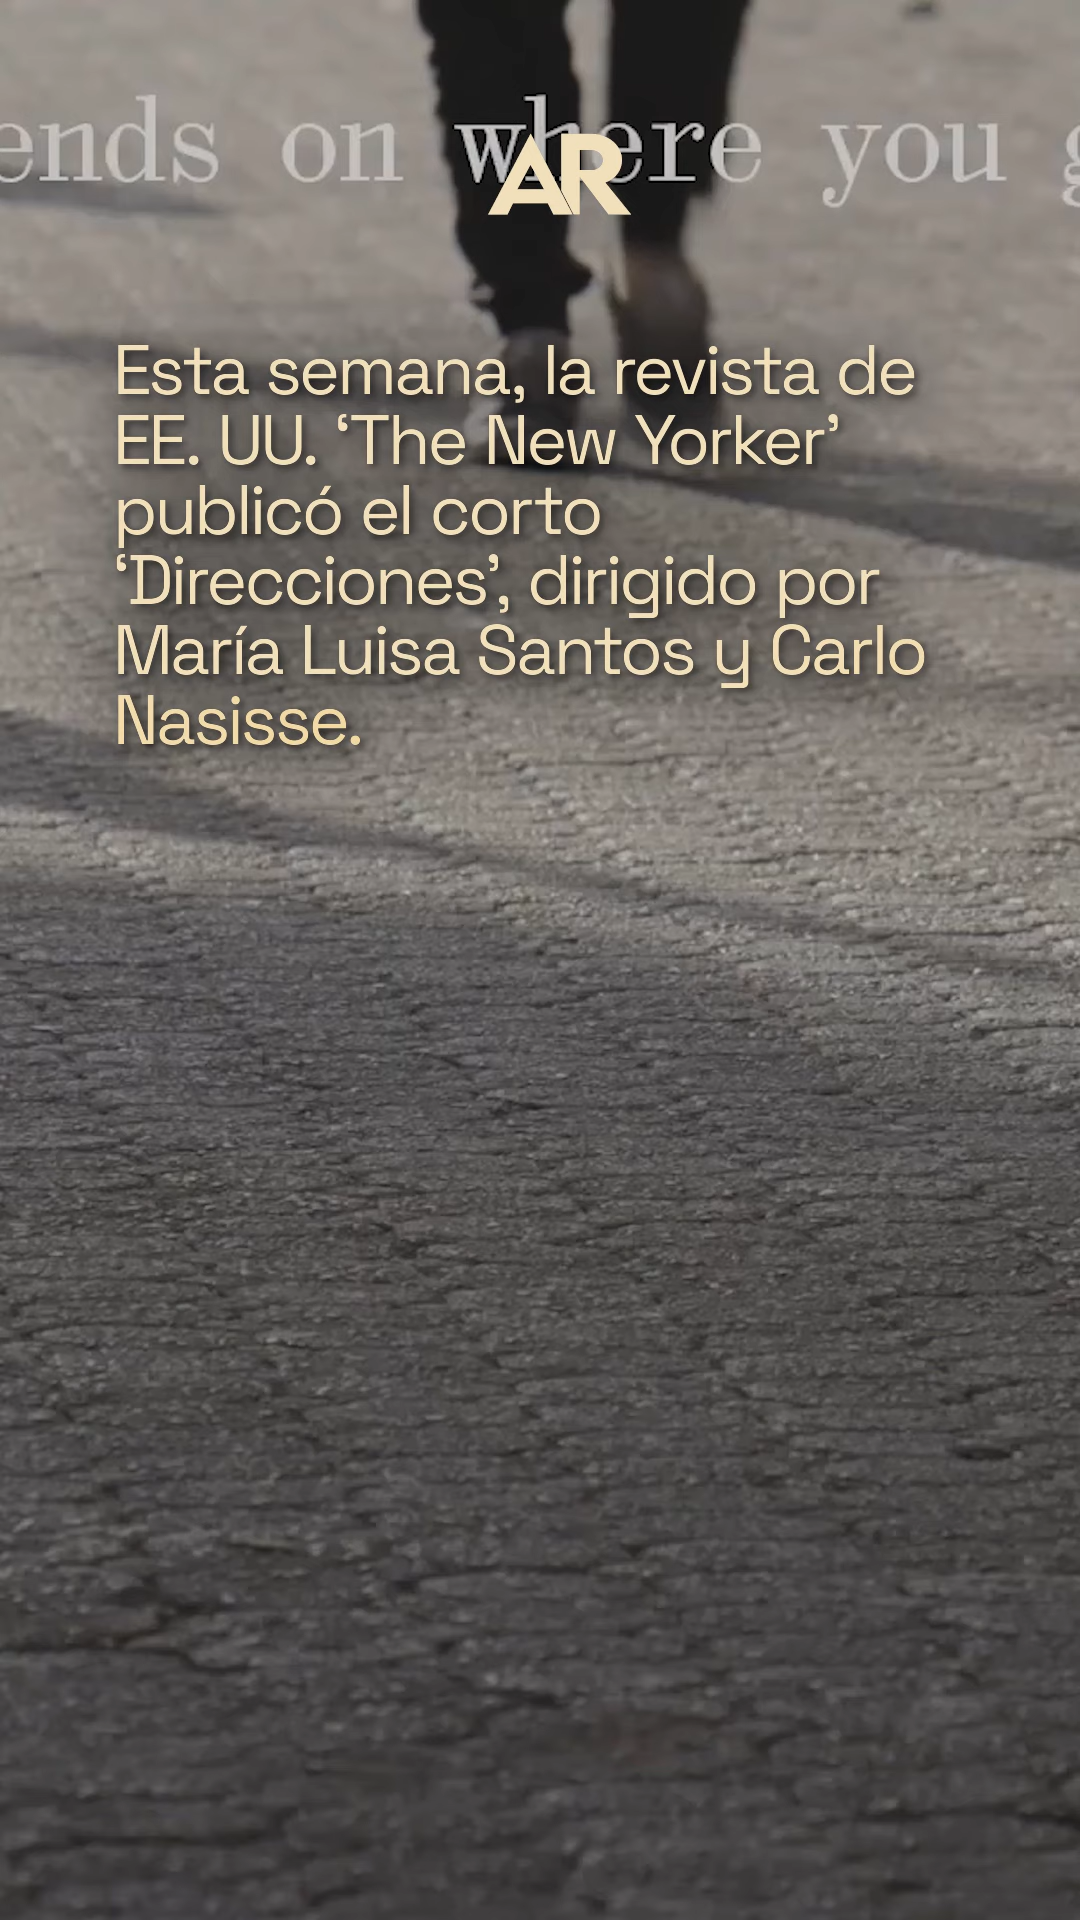 ends on where you g
AR
Esta semana, la revista de
EE. UU. ‘The New Yorker’
publicó el corto
‘Direcciones’, dirigido por
María Luisa Santos y Carlo
Nasisse.